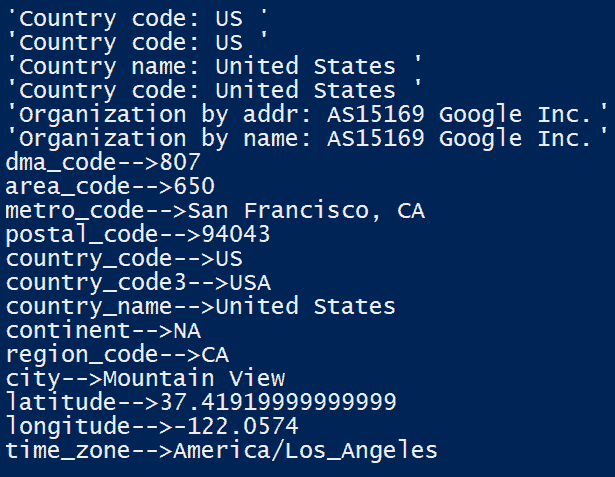 'Country code: US '
'Country code: US '
'Country name: United States '
'Country code: United States '
'Organization by addr: AS15169 Google Inc.'
'Organization by name: AS15169 Google Inc.'
dma_code-->807
area_code-->650
metro_code-->San Francisco, CA
postal_code-->94043
country_code-->US
country_code3-->USA
country_name-->United States
continent-->NA
region_code-->CA
city-->Mountain View
latitude-->37.41919999999999
longitude-->-122.0574
time_zone-->America/Los_Angeles